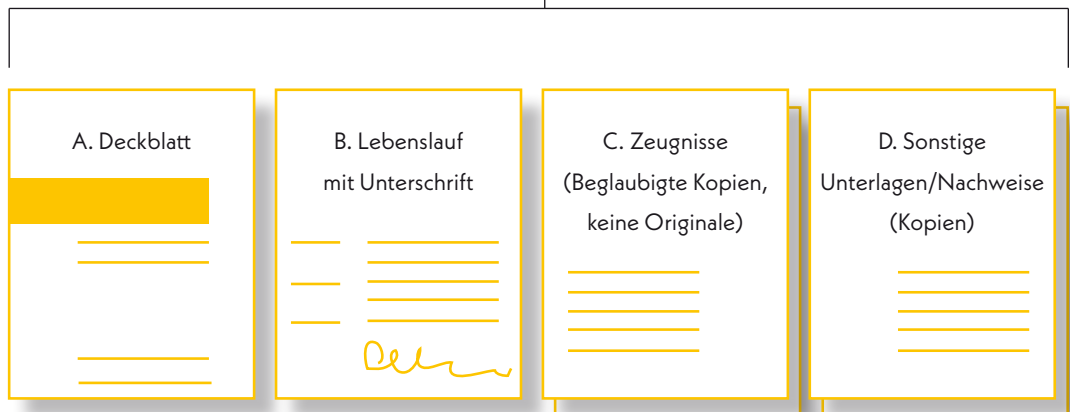 A. Deckblatt
B. Lebenslauf
mit Unterschrift
C. Zeugnisse
(Beglaubigte Kopien,
keine Originale)
D. Sonstige
Unterlagen/Nachweise
(Kopien)